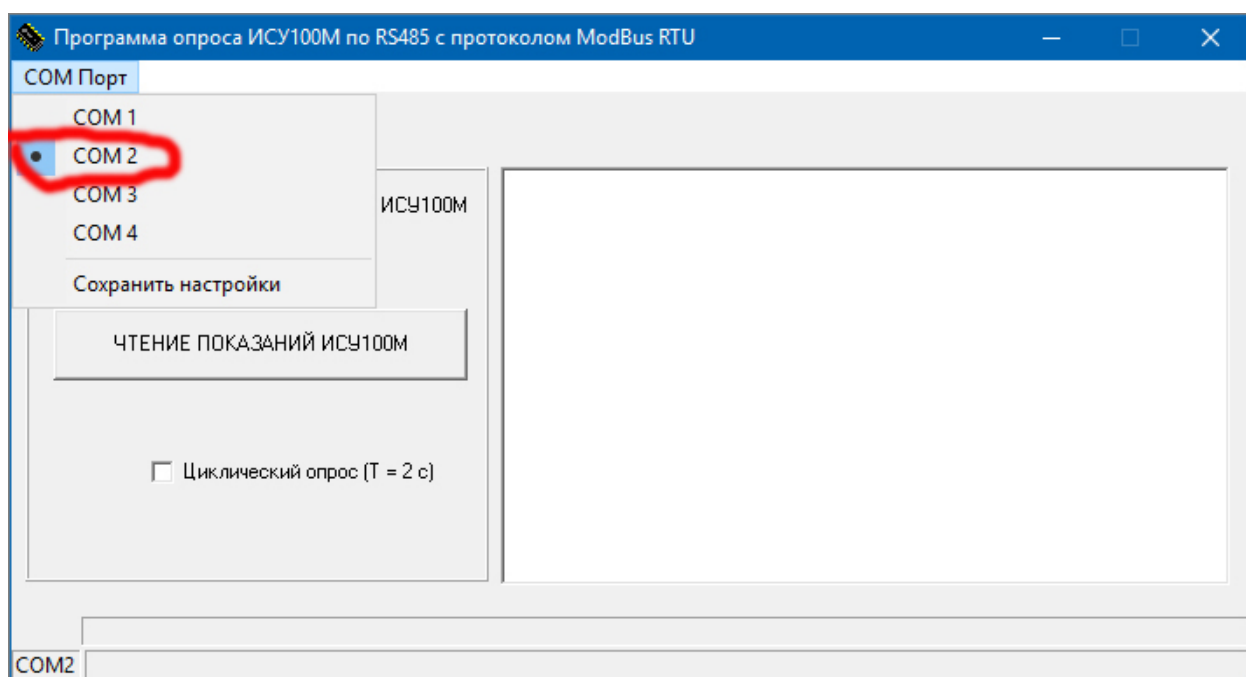 Программа опроса ИСУ100М по RS485 с протоколом ModBus RTU
COM Порт
COM 1
COM 2
COM 3
COM 4
Сохранить настройки
ИСУ100М
ЧТЕНИЕ ПОКАЗАНИЙ ИСУ100М
Циклический опрос (T = 2 с)
COM2